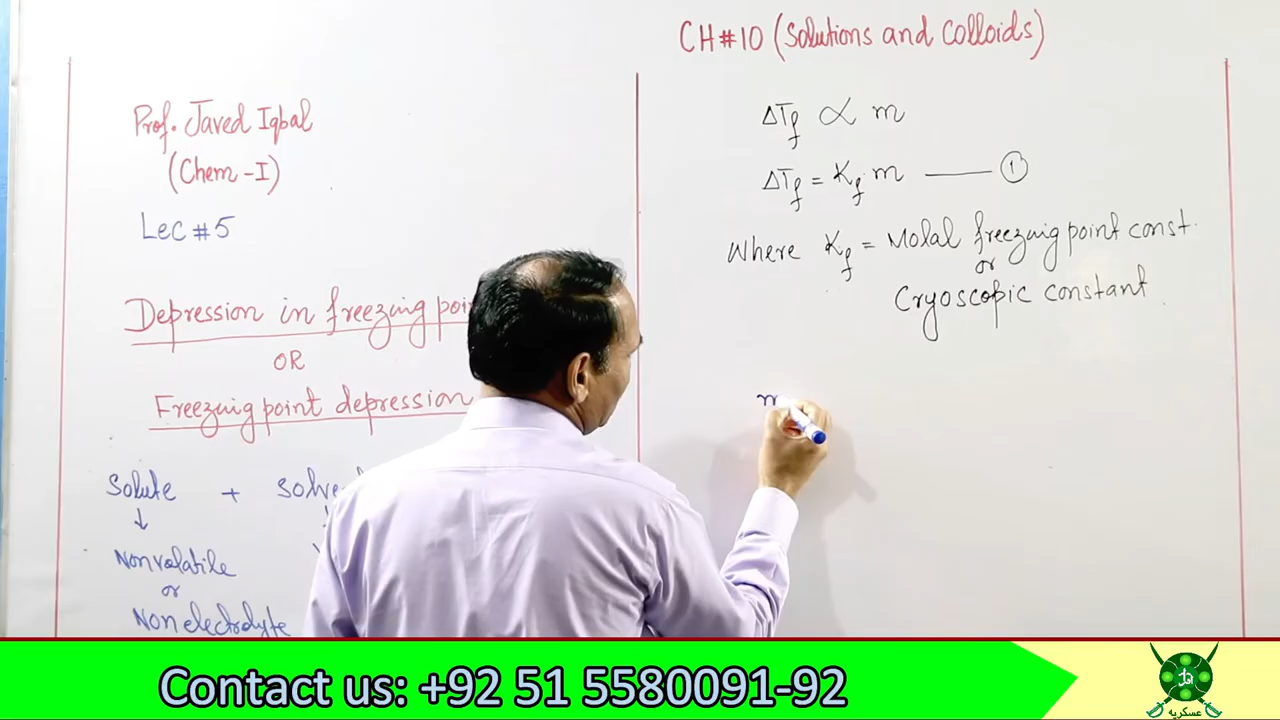 CH#10 (Solutions and Colloids)
Prof. Javed Iqbal
(Chem-I)
Lec #5
Depression in freezing poi
OR
Freezing point depression
Solute + Solve
↓
Nonvolatile
or
Non electrolyte
ΔTf ∝ m
ΔTf = Kf m —— ①
Where Kf = Molal freezing point const.
or
Cryoscopic constant
m
Contact us: +92 51 5580091-92
عسکریہ